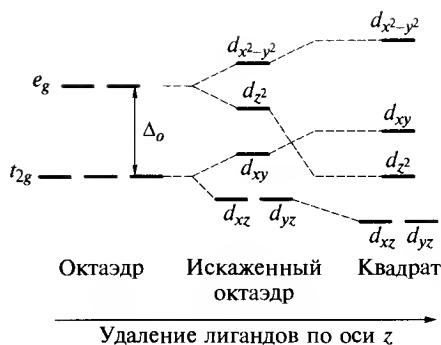 d_{x²–y²} d_{x²–y²}
e_g d_{z²}
Δ_o d_{xy}
t_{2g} d_{xy} d_{z²}
d_{xz} d_{yz} d_{xz} d_{yz}
Октаэдр Искаженный Квадрат
октаэдр
Удаление лигандов по оси z